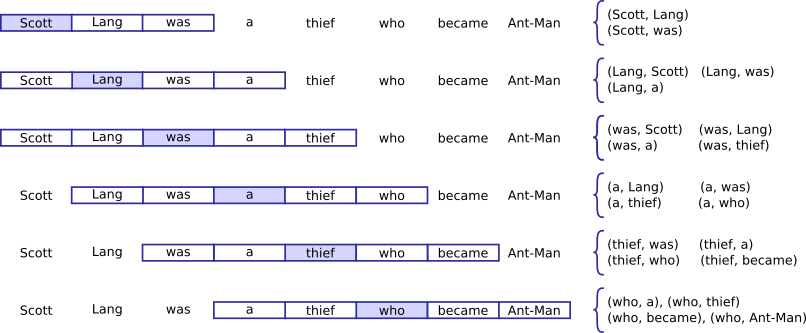 Scott Lang was a thief who became Ant-Man (Scott, Lang)
(Scott, was)
Scott Lang was a thief who became Ant-Man (Lang, Scott) (Lang, was)
(Lang, a)
Scott Lang was a thief who became Ant-Man (was, Scott) (was, Lang)
(was, a) (was, thief)
Scott Lang was a thief who became Ant-Man (a, Lang) (a, was)
(a, thief) (a, who)
Scott Lang was a thief who became Ant-Man (thief, was) (thief, a)
(thief, who) (thief, became)
Scott Lang was a thief who became Ant-Man (who, a), (who, thief)
(who, became), (who, Ant-Man)